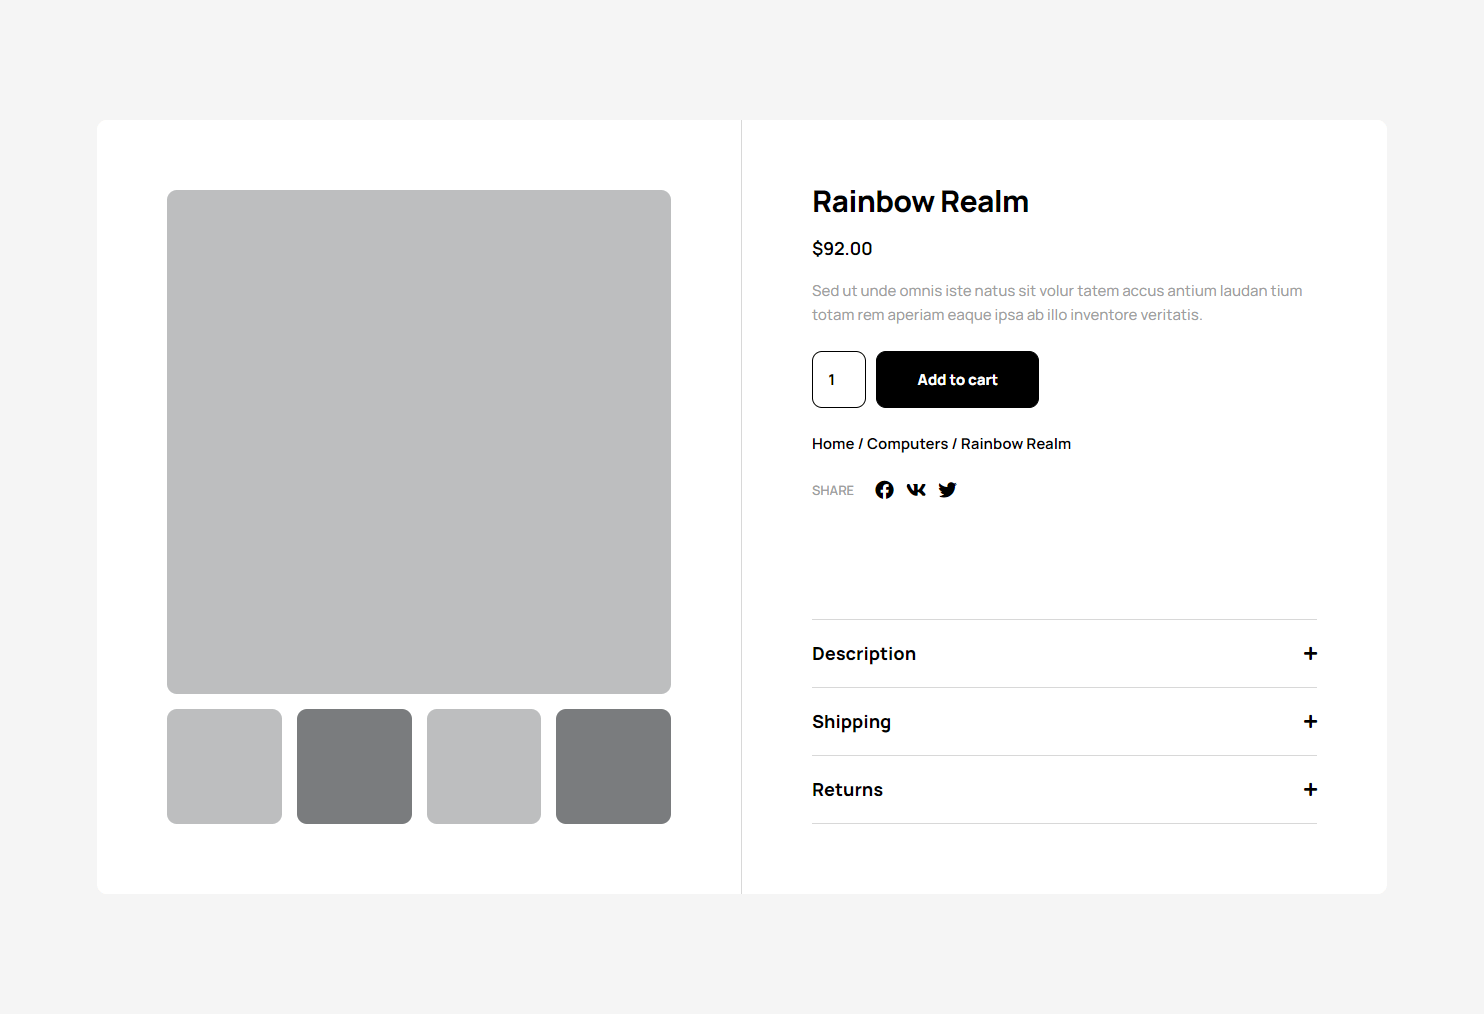 Rainbow Realm
$92.00
Sed ut unde omnis iste natus sit volur tatem accus antium laudan tium
totam rem aperiam eaque ipsa ab illo inventore veritatis.
1
Add to cart
Home / Computers / Rainbow Realm
SHARE
Description
Shipping
Returns